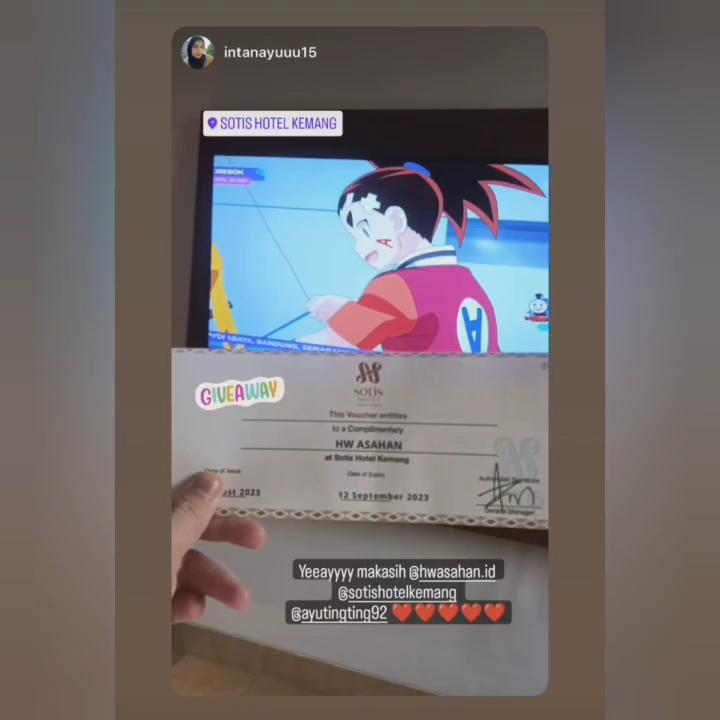 intanayuuu15
SOTIS HOTEL KEMANG
GIVEAWAY
sotis
This Voucher entitles
to a Complimentary
HW ASAHAN
at Sotis Hotel Kemang
Date of Issue
Date of Expiry
2023
12 September 2023
General Manager
A
BANDUNG,
Yeeayyyy makasih @hwasahan.id
@sotishotelkemang
@ayutingting92 ❤️❤️❤️❤️❤️